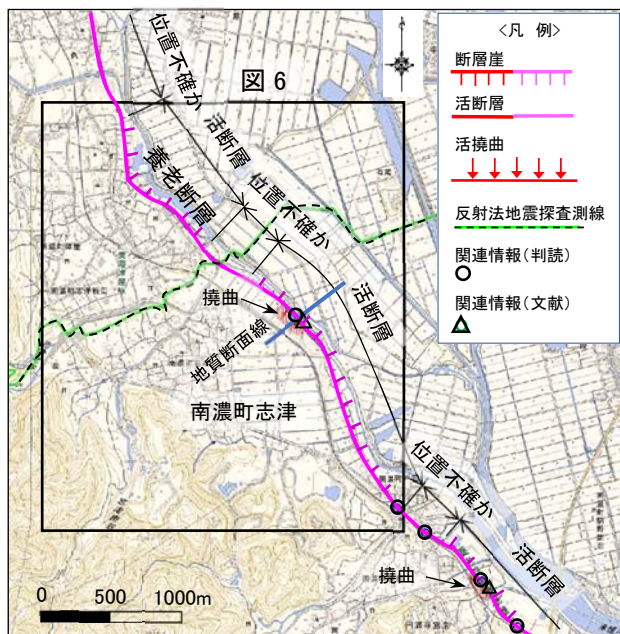 <凡 例>
断層崖
活断層
活撓曲
反射法地震探査測線
関連情報(判読)
関連情報(文献)
図 6
位置不確か
活断層
位置不確か
養老断層
活断層
撓曲
地質断面線
南濃町志津
位置不確か
活断層
撓曲
0 500 1000m